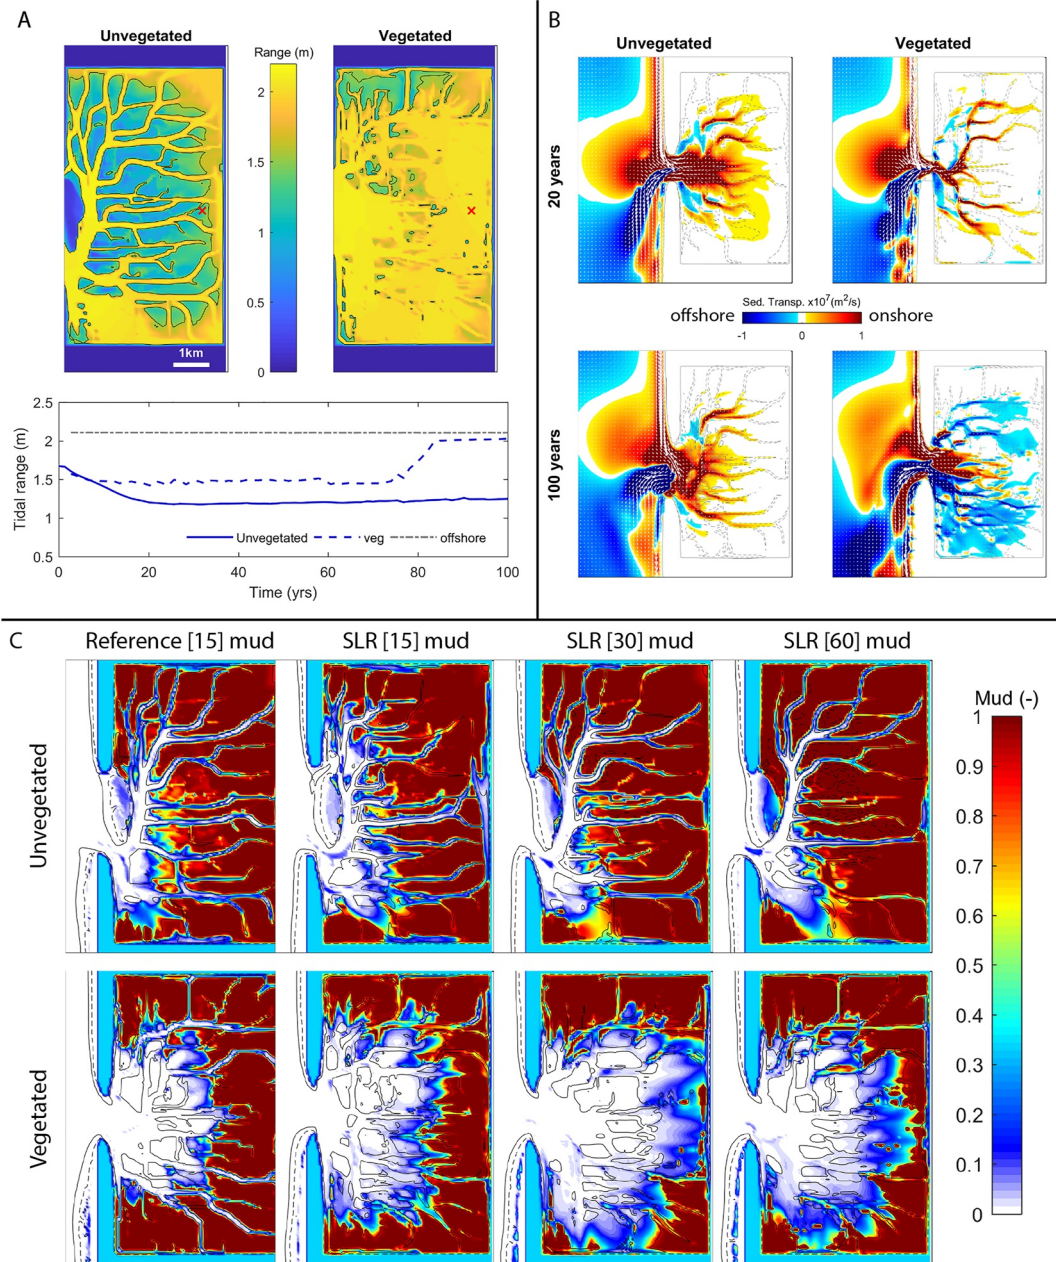 A
Unvegetated
Vegetated
Range (m)
2
1.5
1
0.5
0
1km
2.5
2
1.5
1
0.5
Tidal range (m)
Unvegetated
veg
offshore
0
20
40
60
80
100
Time (yrs)
B
Unvegetated
Vegetated
20 years
Sed. Transp. x10⁷(m²/s)
offshore
onshore
-1
0
1
100 years
C
Reference [15] mud
SLR [15] mud
SLR [30] mud
SLR [60] mud
Unvegetated
Vegetated
Mud (-)
1
0.9
0.8
0.7
0.6
0.5
0.4
0.3
0.2
0.1
0